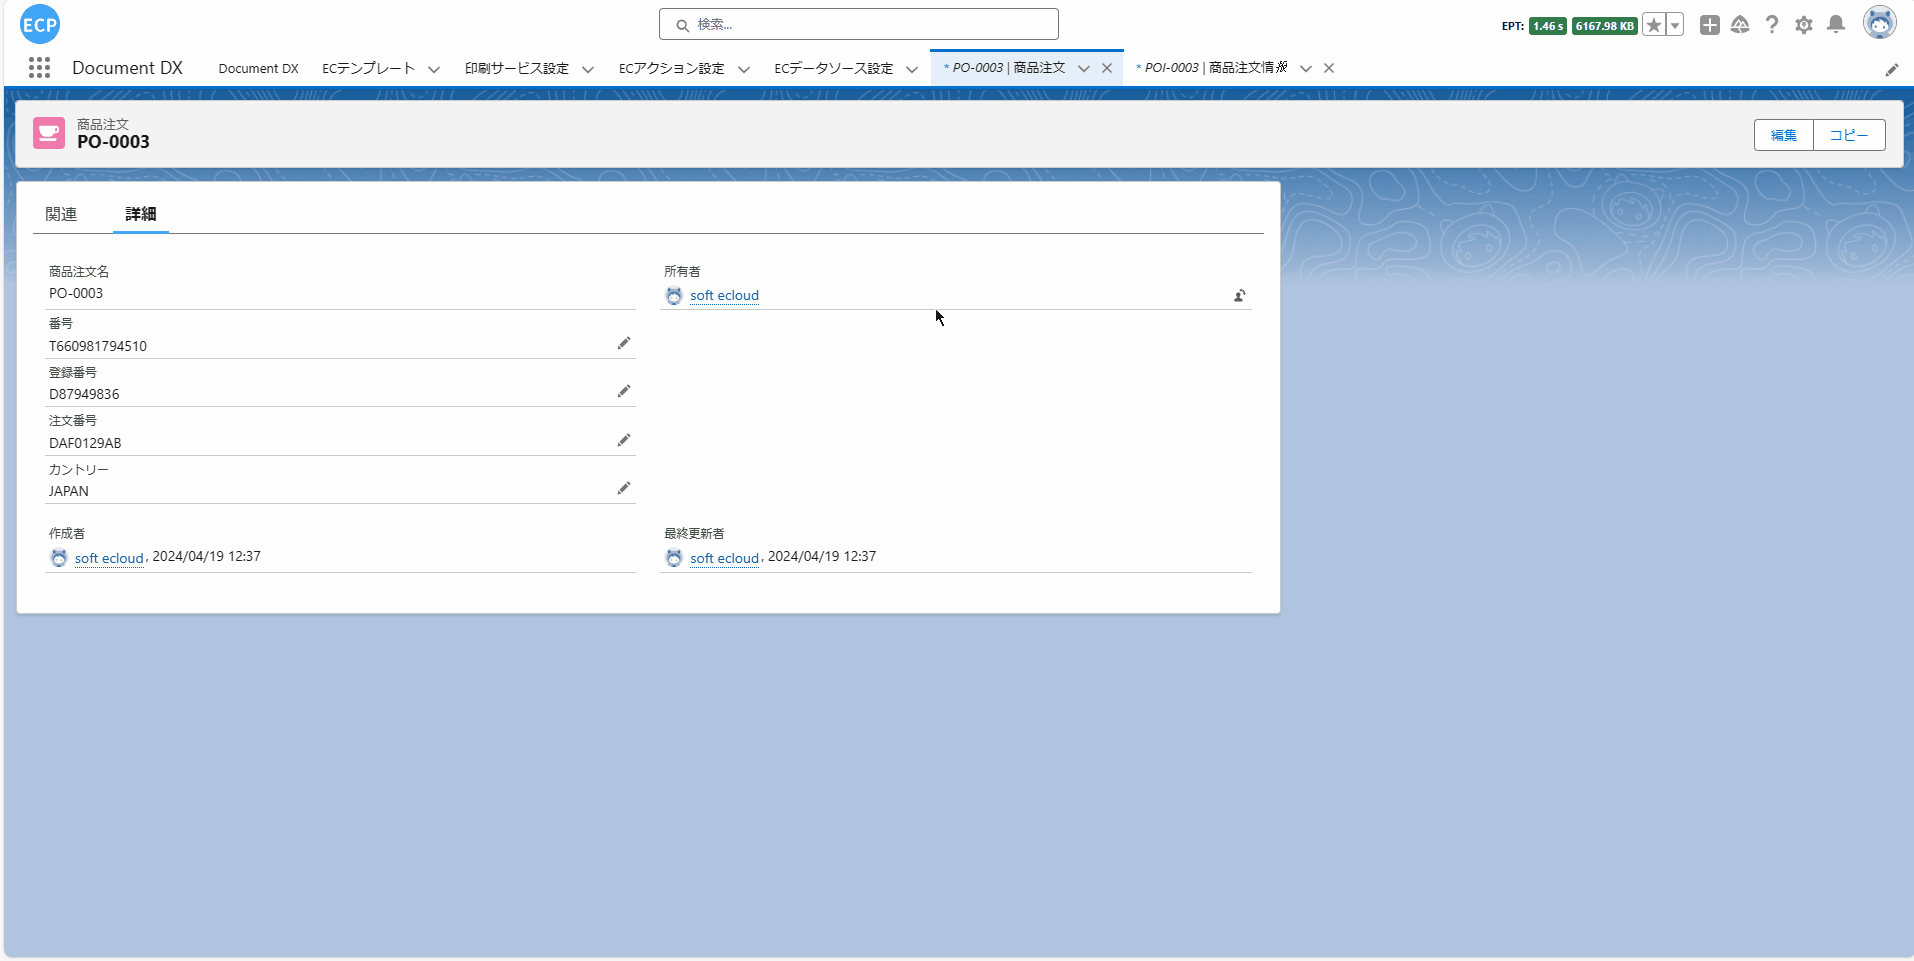 ECP
検索...
EPT: 1.46 s 6167.98 KB
Document DX
Document DX
ECテンプレート
印刷サービス設定
ECアクション設定
ECデータソース設定
* PO-0003 | 商品注文
* POI-0003 | 商品注文情
商品注文
PO-0003
編集
コピー
関連
詳細
商品注文名
PO-0003
所有者
soft ecloud
番号
T660981794510
登録番号
D87949836
注文番号
DAF0129AB
カントリー
JAPAN
作成者
soft ecloud, 2024/04/19 12:37
最終更新者
soft ecloud, 2024/04/19 12:37